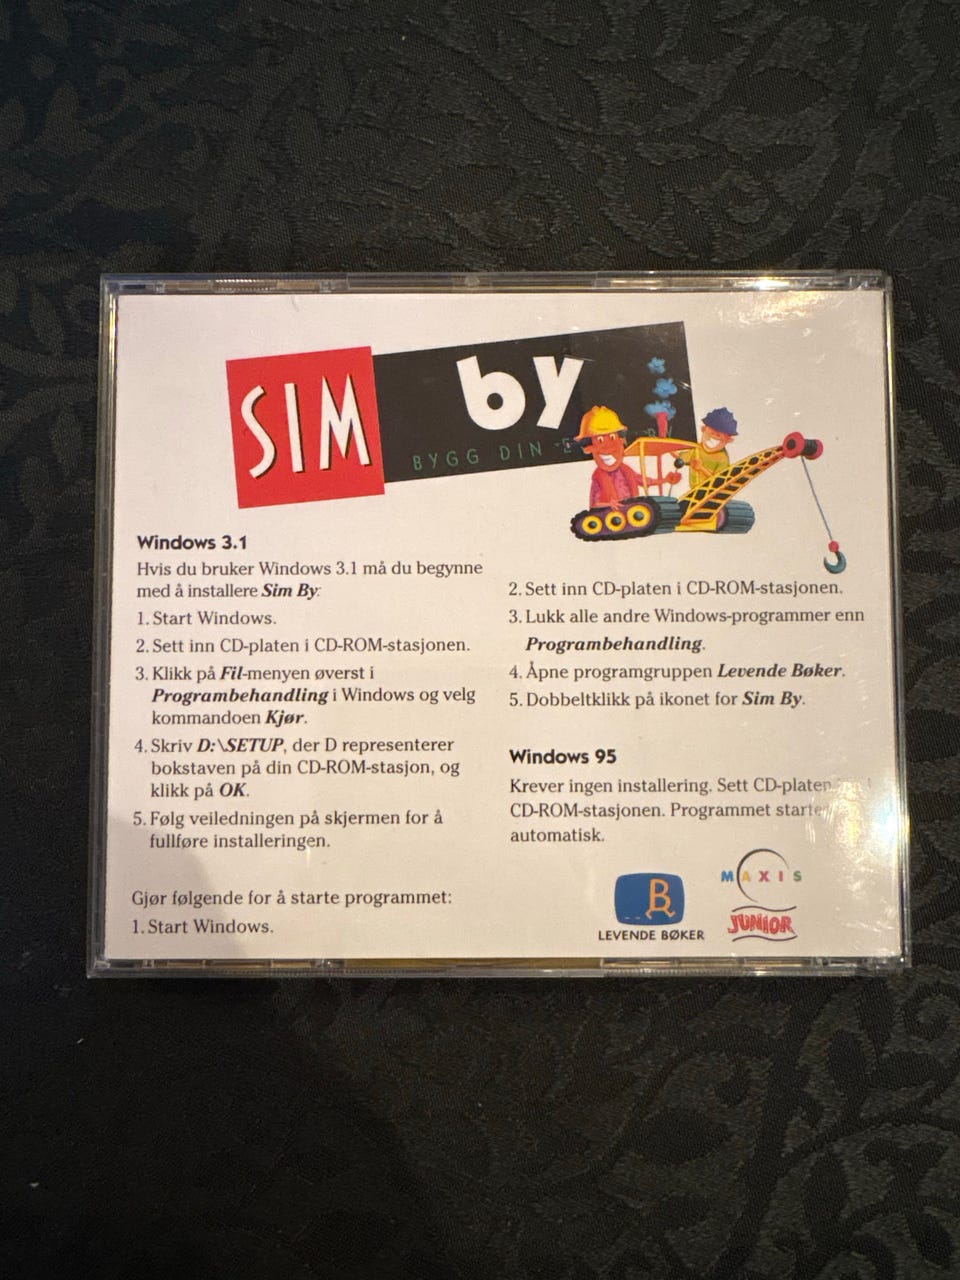 SIM by
BYGG DIN
Windows 3.1
Hvis du bruker Windows 3.1 må du begynne
med å installere Sim By:
1. Start Windows.
2. Sett inn CD-platen i CD-ROM-stasjonen.
3. Klikk på Fil-menyen øverst i
Programbehandling i Windows og velg
kommandoen Kjør.
4. Skriv D:\SETUP, der D representerer
bokstaven på din CD-ROM-stasjon, og
klikk på OK.
5. Følg veiledningen på skjermen for å
fullføre installeringen.
Gjør følgende for å starte programmet:
1. Start Windows.
2. Sett inn CD-platen i CD-ROM-stasjonen.
3. Lukk alle andre Windows-programmer enn
Programbehandling.
4. Åpne programgruppen Levende Bøker.
5. Dobbeltklikk på ikonet for Sim By.
Windows 95
Krever ingen installering. Sett CD-platen
CD-ROM-stasjonen. Programmet starter
automatisk.
B
LEVENDE BØKER
MAXIS
JUNIOR